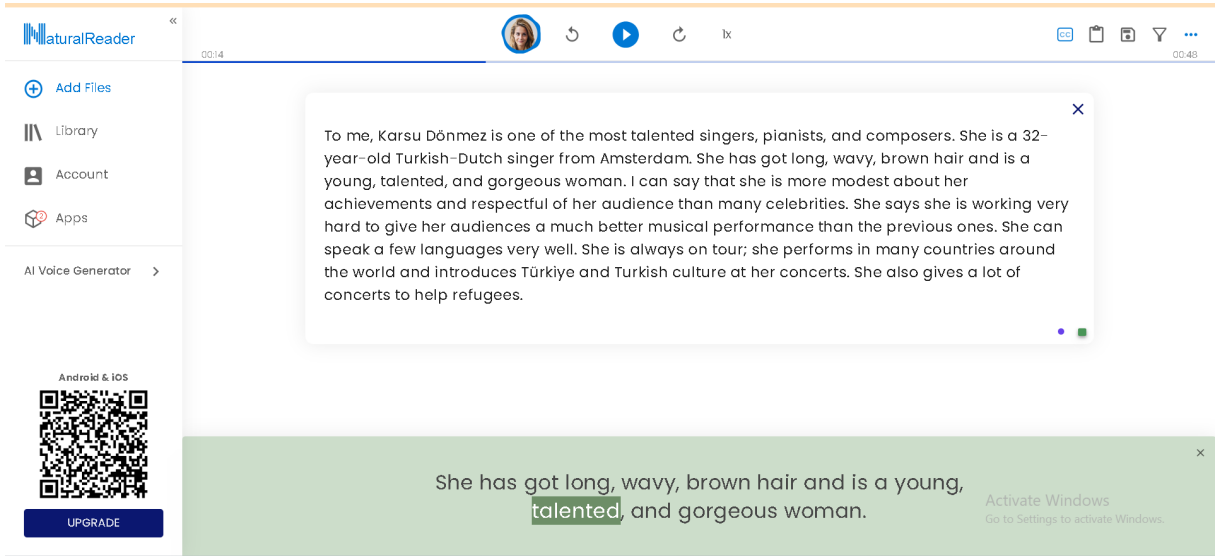 «
NaturalReader
00:14
1x
CC
00:48
Add Files
Library
Account
2
Apps
AI Voice Generator
To me, Karsu Dönmez is one of the most talented singers, pianists, and composers. She is a 32-
year-old Turkish-Dutch singer from Amsterdam. She has got long, wavy, brown hair and is a
young, talented, and gorgeous woman. I can say that she is more modest about her
achievements and respectful of her audience than many celebrities. She says she is working very
hard to give her audiences a much better musical performance than the previous ones. She can
speak a few languages very well. She is always on tour; she performs in many countries around
the world and introduces Türkiye and Turkish culture at her concerts. She also gives a lot of
concerts to help refugees.
Android & iOS
UPGRADE
She has got long, wavy, brown hair and is a young,
talented, and gorgeous woman.
Activate Windows
Go to Settings to activate Windows.